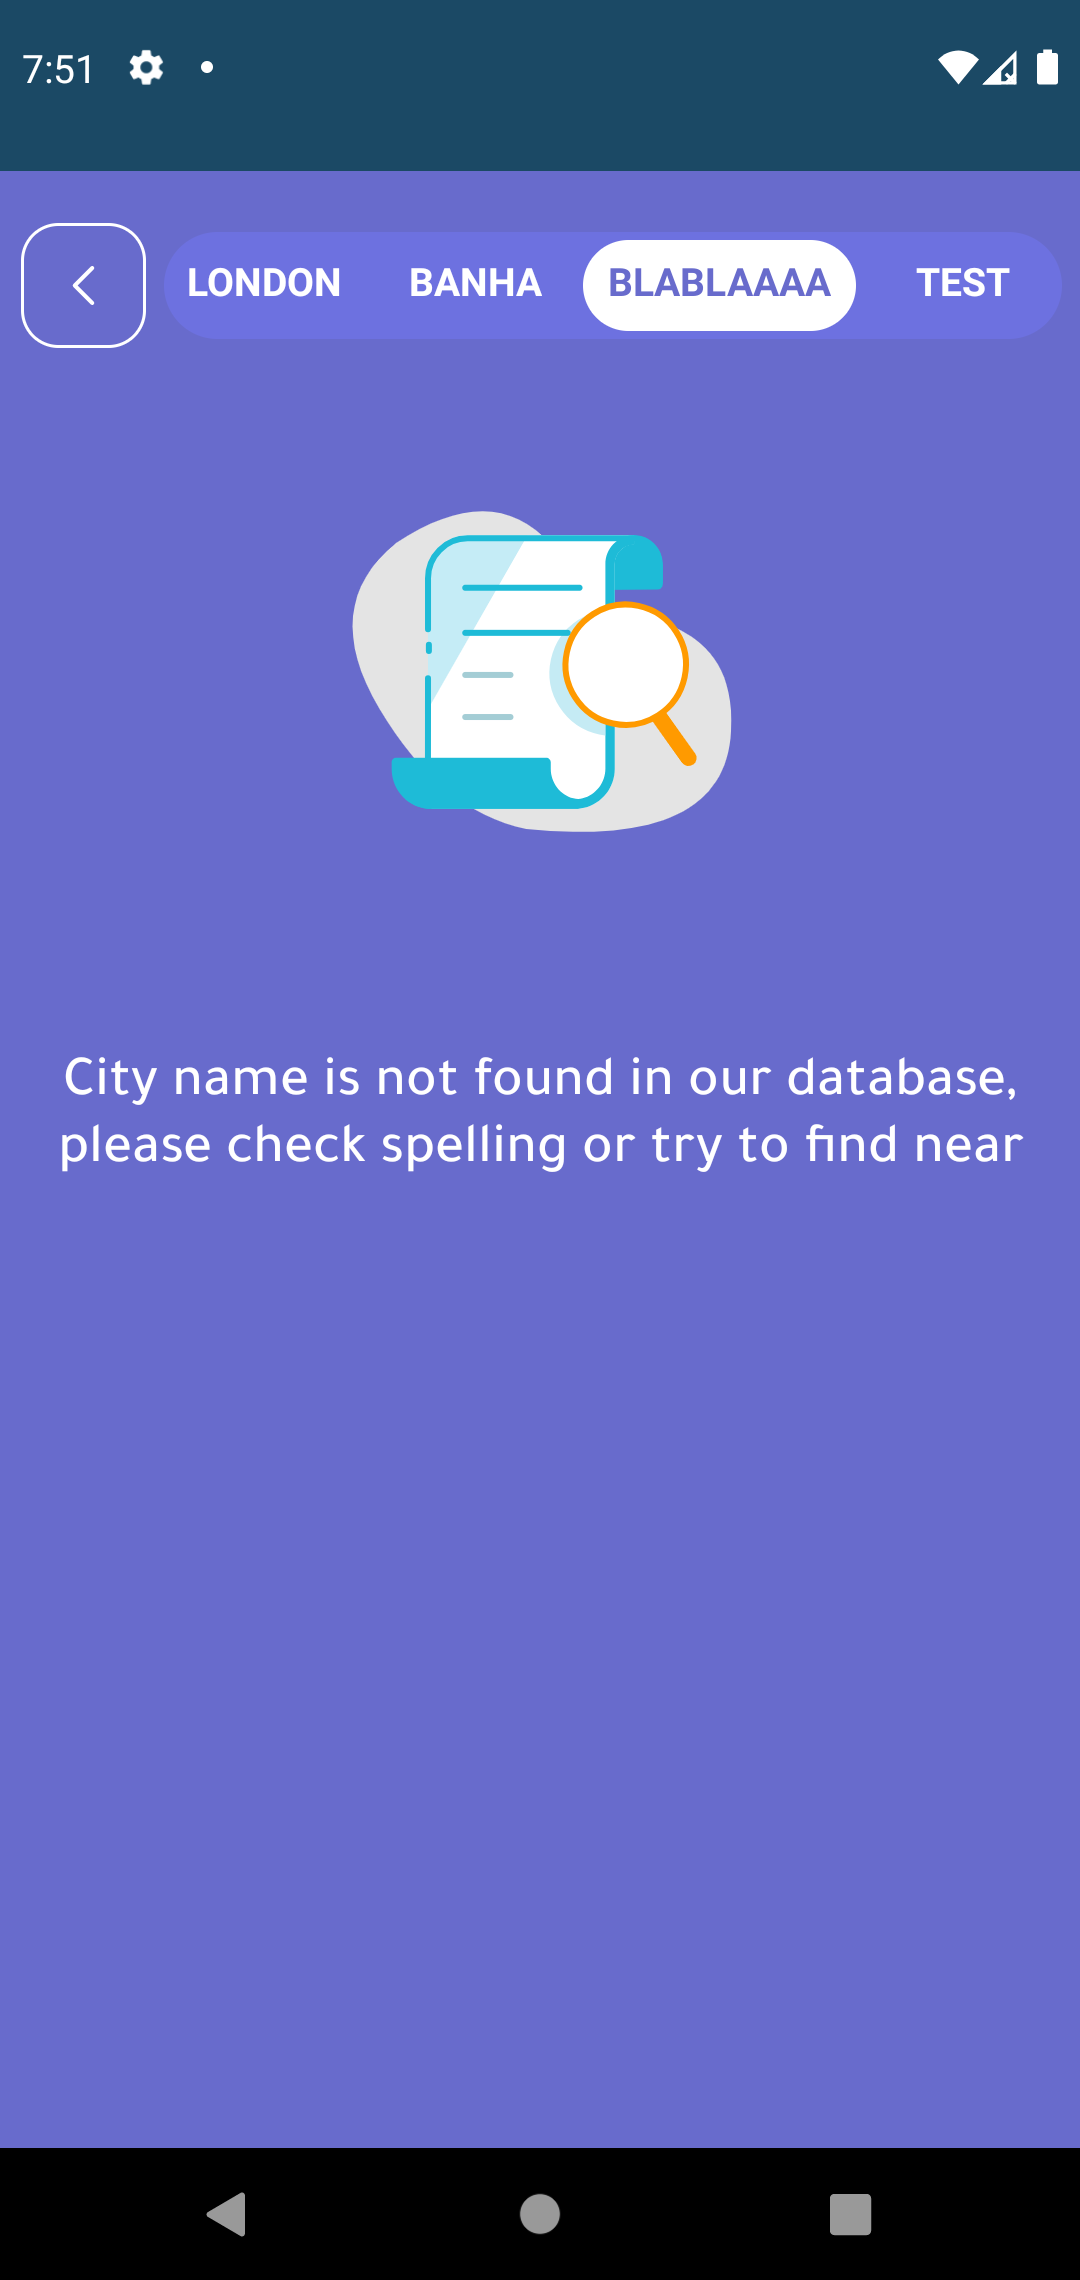 7:51
LONDON BANHA BLABLAAAA TEST
City name is not found in our database,
please check spelling or try to find near